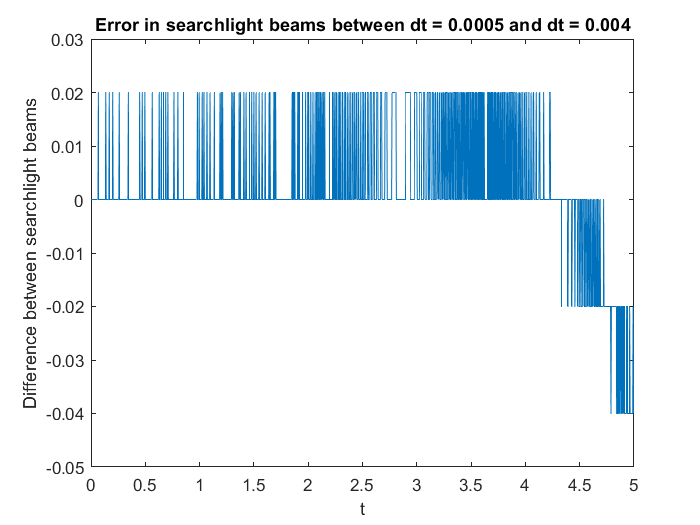 Error in searchlight beams between dt = 0.0005 and dt = 0.004
0.03
0.02
0.01
0
-0.01
-0.02
-0.03
-0.04
-0.05
Difference between searchlight beams
0 0.5 1 1.5 2 2.5 3 3.5 4 4.5 5
t